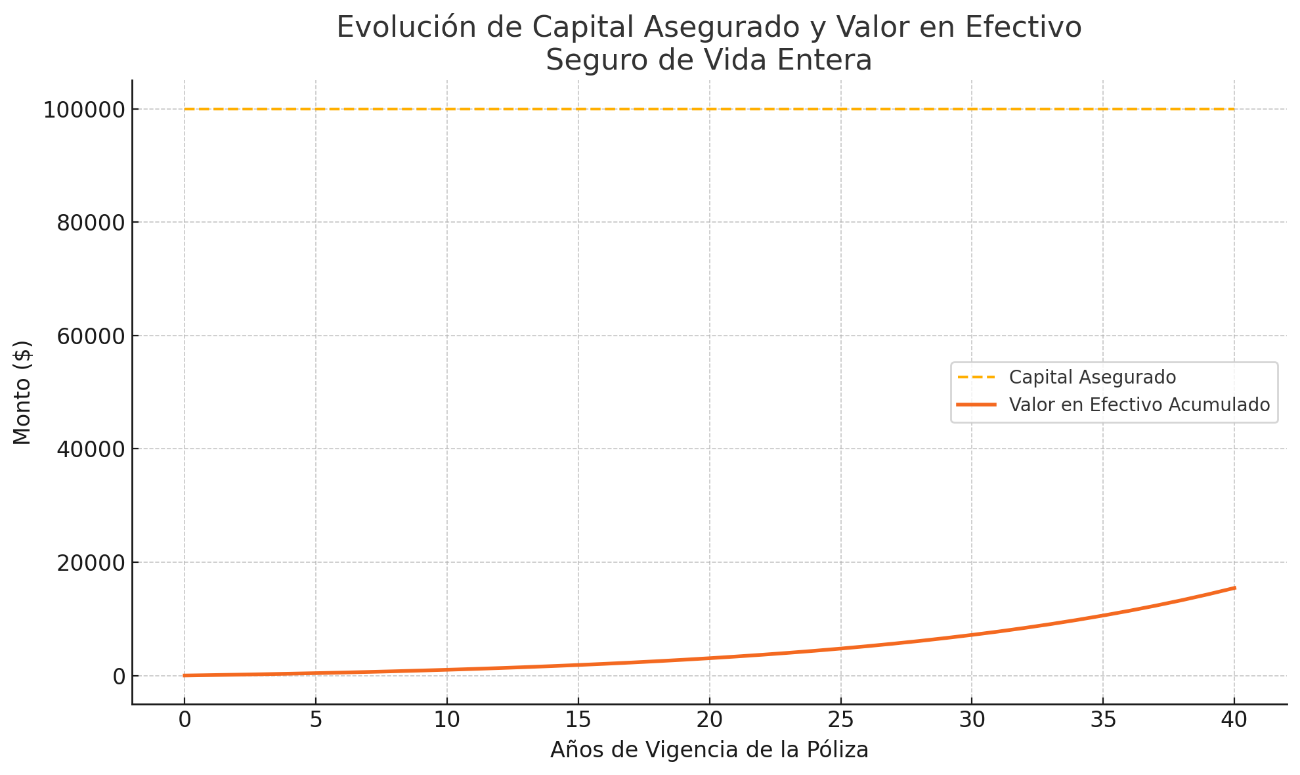 Evolución de Capital Asegurado y Valor en Efectivo
Seguro de Vida Entera
Monto ($)
100000
80000
60000
40000
20000
0
Capital Asegurado
Valor en Efectivo Acumulado
0 5 10 15 20 25 30 35 40
Años de Vigencia de la Póliza